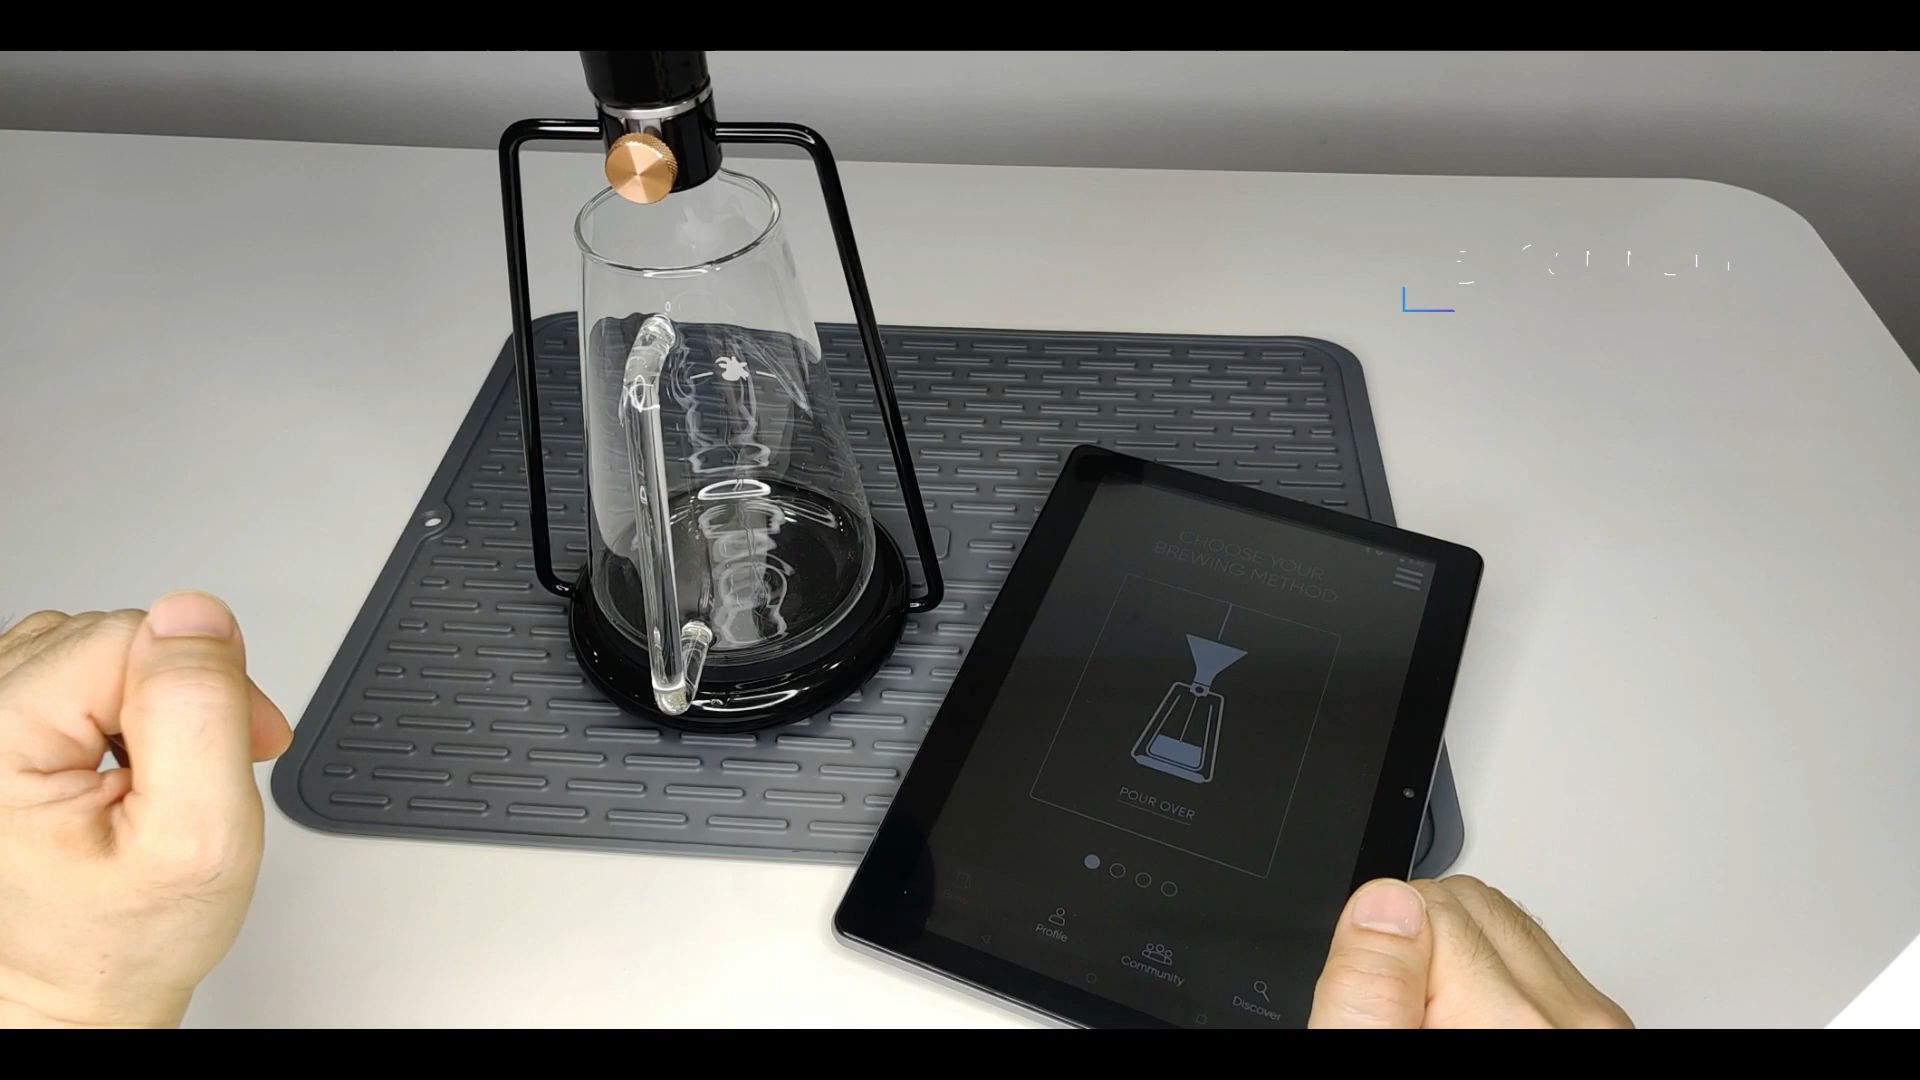 CHOOSE YOUR
BREWING METHOD
POUR OVER
Profile
Community
Discover